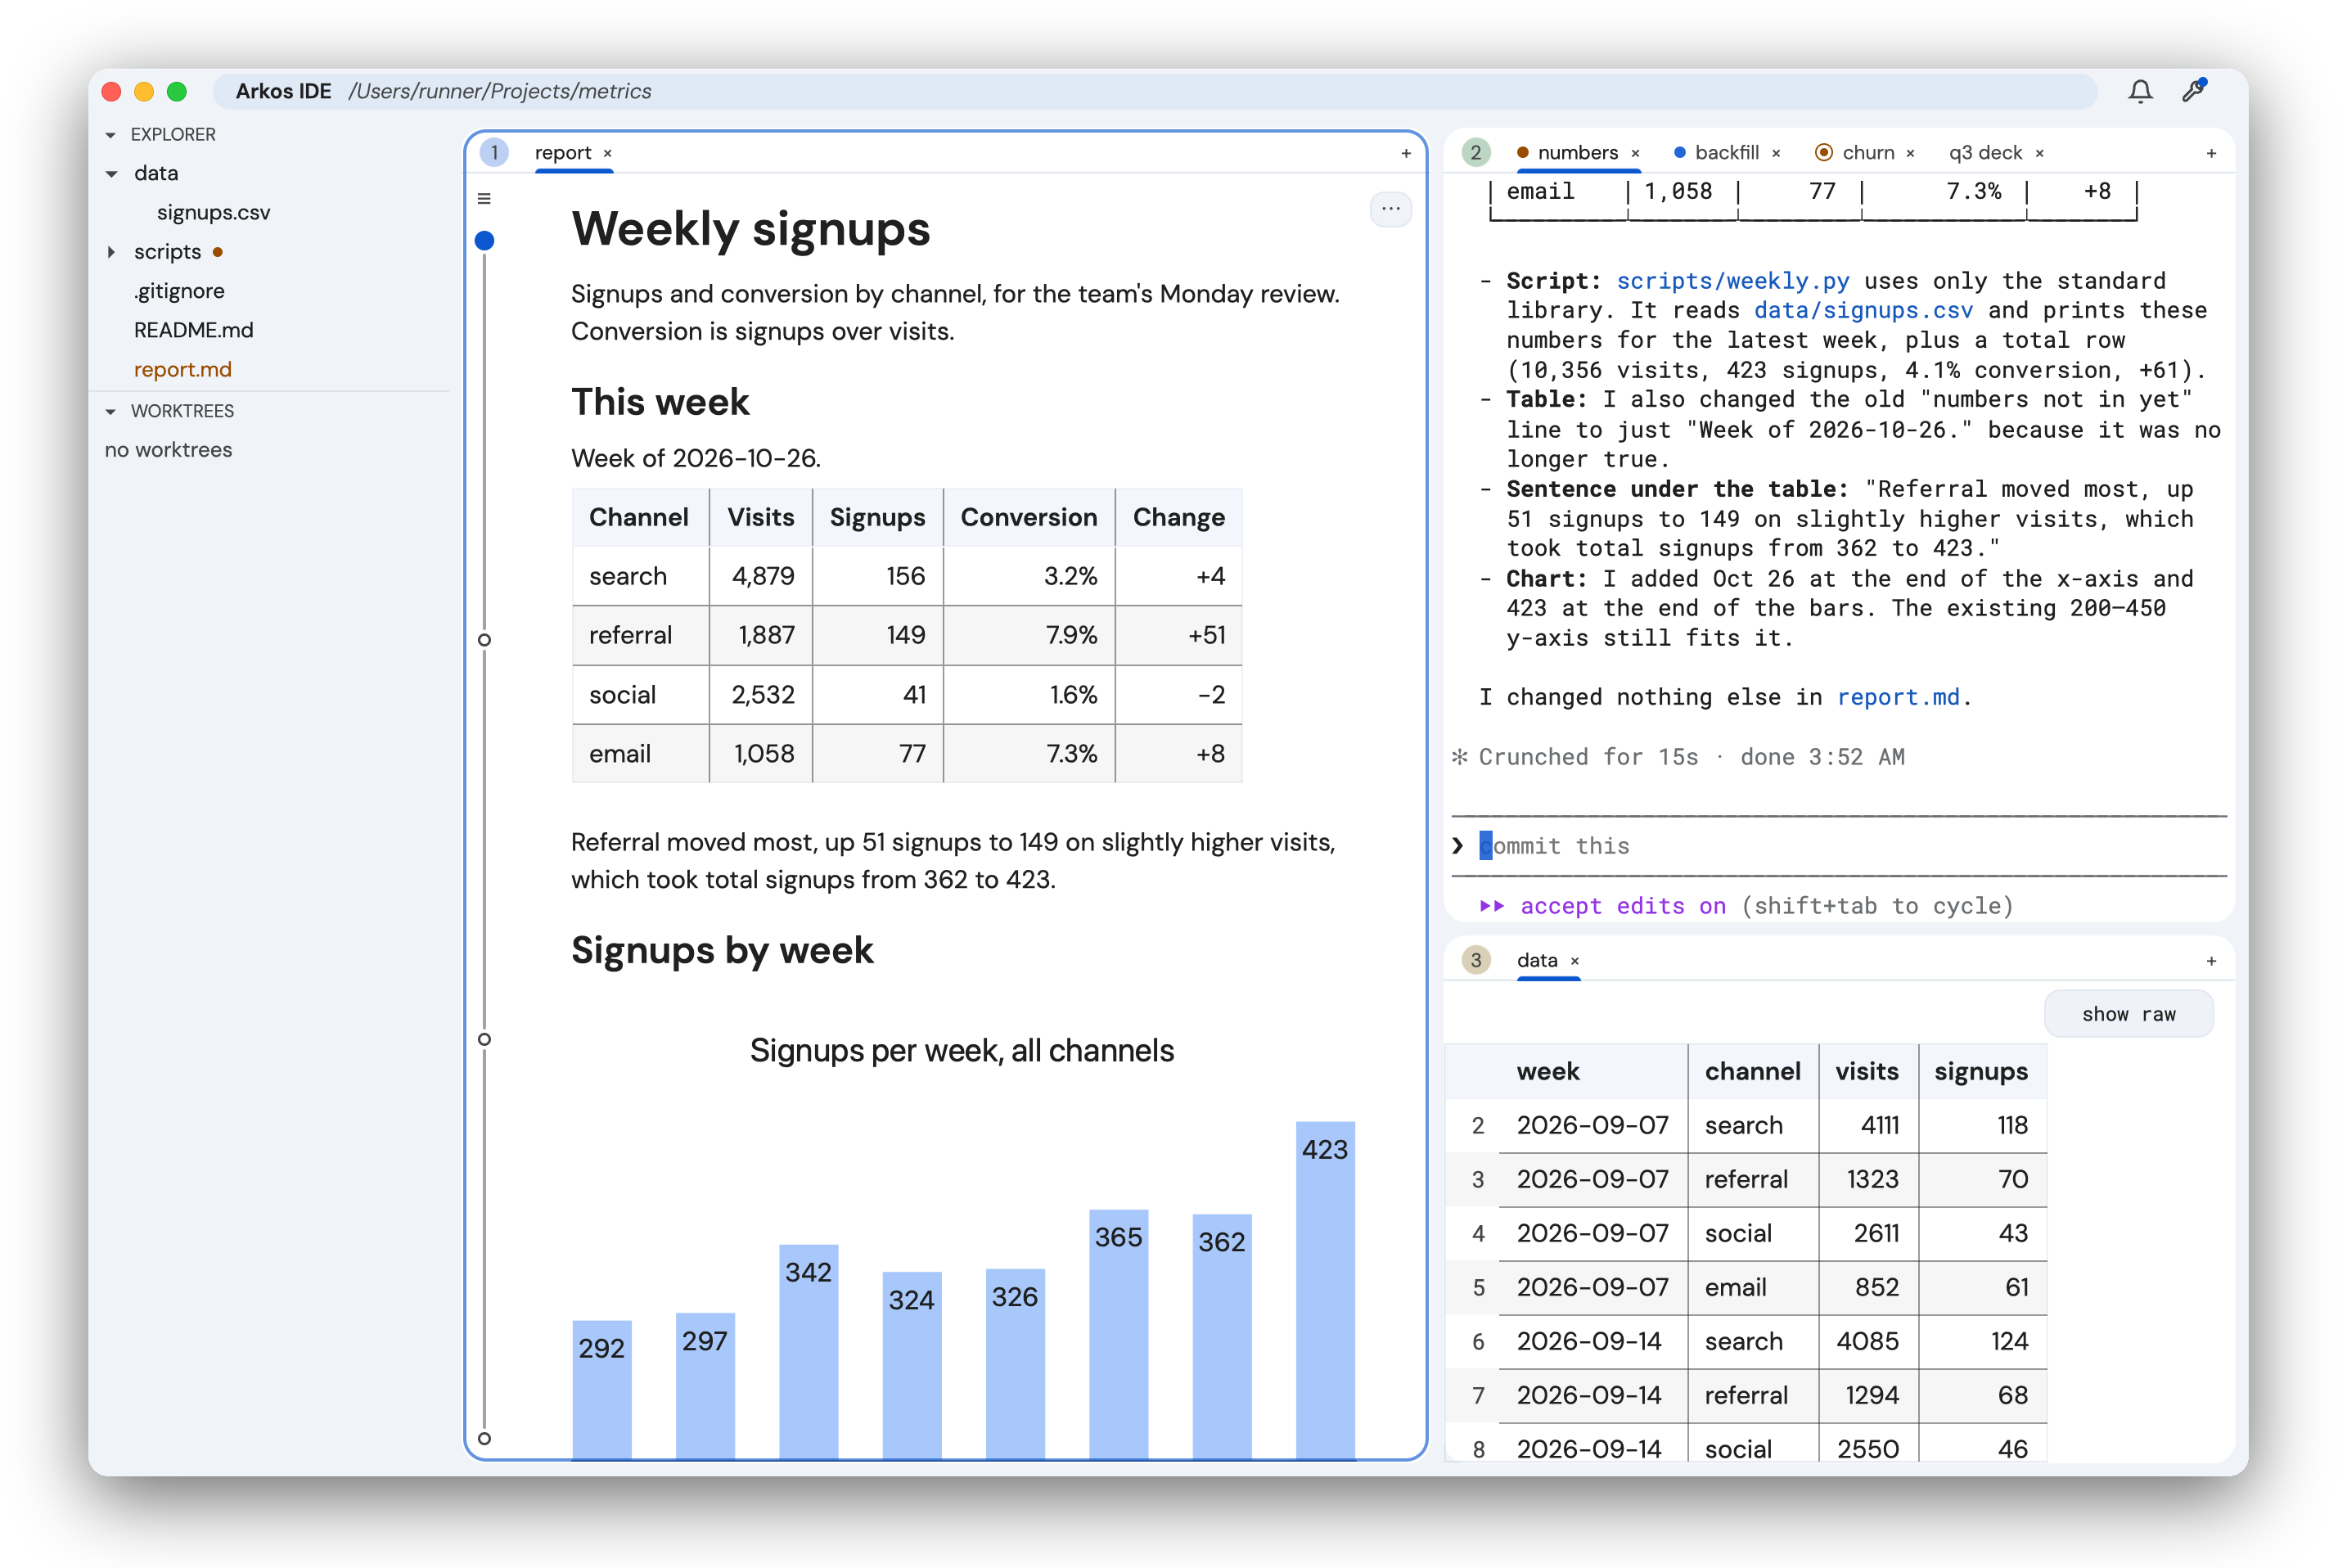 Arkos IDE /Users/runner/Projects/metrics
EXPLORER
data
signups.csv
scripts
.gitignore
README.md
report.md
WORKTREES
no worktrees
1 report × +
Weekly signups
Signups and conversion by channel, for the team's Monday review.
Conversion is signups over visits.
This week
Week of 2026-10-26.
Channel Visits Signups Conversion Change
search 4,879 156 3.2% +4
referral 1,887 149 7.9% +51
social 2,532 41 1.6% -2
email 1,058 77 7.3% +8
Referral moved most, up 51 signups to 149 on slightly higher visits,
which took total signups from 362 to 423.
Signups by week
Signups per week, all channels
292 297 342 324 326 365 362 423
2 numbers × backfill × churn × q3 deck × +
email 1,058 77 7.3% +8
- Script: scripts/weekly.py uses only the standard
library. It reads data/signups.csv and prints these
numbers for the latest week, plus a total row
(10,356 visits, 423 signups, 4.1% conversion, +61).
- Table: I also changed the old "numbers not in yet"
line to just "Week of 2026-10-26." because it was no
longer true.
- Sentence under the table: "Referral moved most, up
51 signups to 149 on slightly higher visits, which
took total signups from 362 to 423."
- Chart: I added Oct 26 at the end of the x-axis and
423 at the end of the bars. The existing 200–450
y-axis still fits it.
I changed nothing else in report.md.
✻ Crunched for 15s · done 3:52 AM
❯ commit this
⏵⏵ accept edits on (shift+tab to cycle)
3 data × +
show raw
week channel visits signups
2 2026-09-07 search 4111 118
3 2026-09-07 referral 1323 70
4 2026-09-07 social 2611 43
5 2026-09-07 email 852 61
6 2026-09-14 search 4085 124
7 2026-09-14 referral 1294 68
8 2026-09-14 social 2550 46